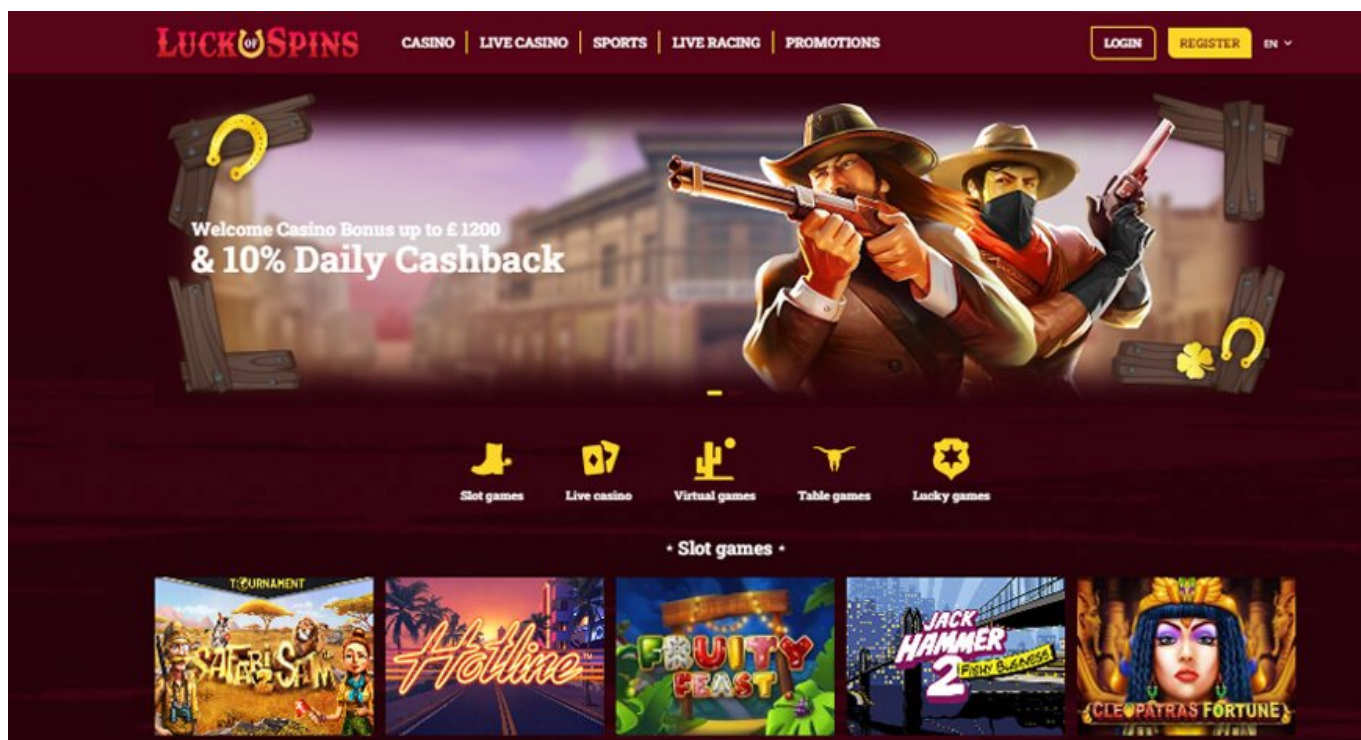 LUCK OF SPINS
CASINO
LIVE CASINO
SPORTS
LIVE RACING
PROMOTIONS
LOGIN
REGISTER
EN
Welcome Casino Bonus up to £ 1200
& 10% Daily Cashback
Slot games
Live casino
Virtual games
Table games
Lucky games
Slot games
TOURNAMENT
SAFARI SAM
Hotline
FRUITY
FEAST
JACK
HAMMER
2 FISHY BUSINESS
CLEOPATRAS FORTUNE